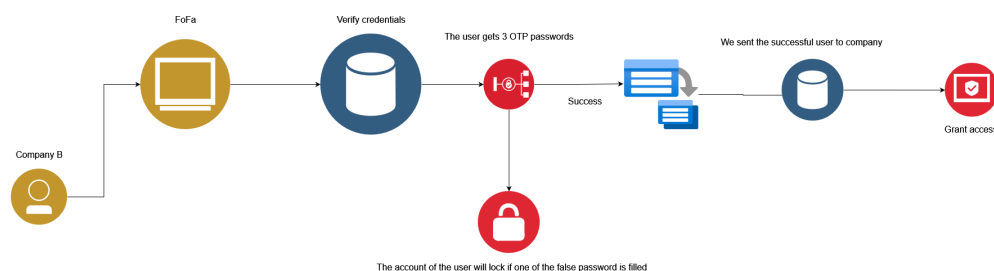 FoFa
Verify credentials
The user gets 3 OTP passwords
We sent the successful user to company
Success
Grant access
Company B
The account of the user will lock if one of the false password is filled